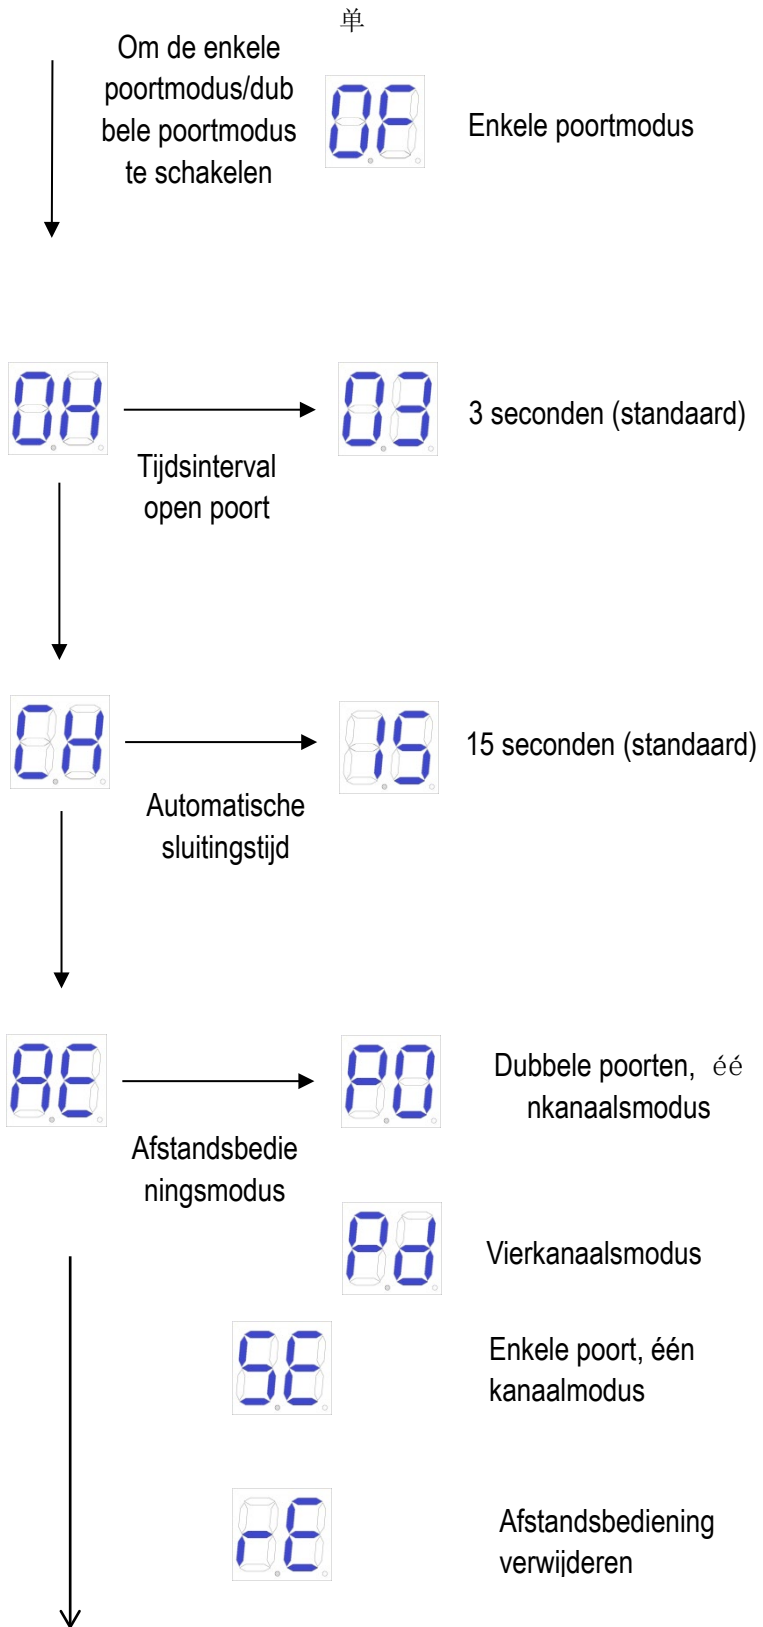 单
Om de enkele
poortmodus/dub
bele poortmodus
te schakelen
0F
Enkele poortmodus
0H
03
3 seconden (standaard)
Tijdsinterval
open poort
CH
15
15 seconden (standaard)
Automatische
sluitingstijd
AE
P0
Dubbele poorten, éé
nkanaalsmodus
Afstandsbedie
ningsmodus
Pd
Vierkanaalsmodus
SE
Enkele poort, één
kanaalmodus
rE
Afstandsbediening
verwijderen